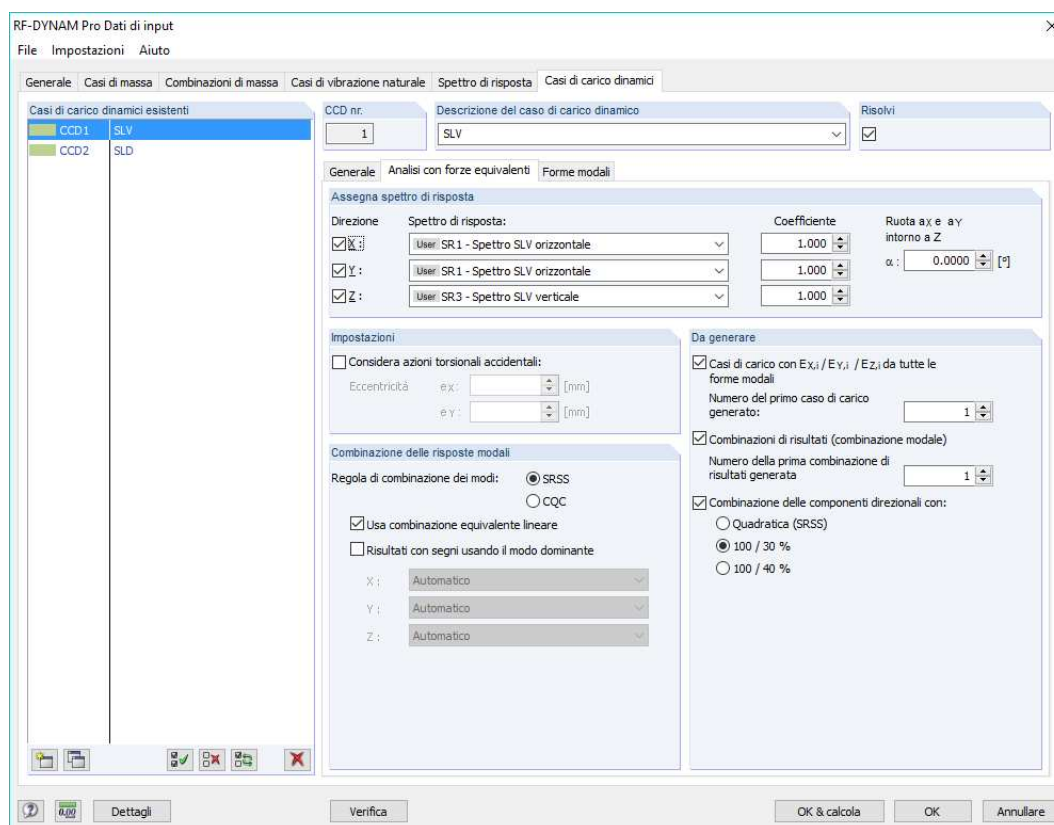 RF-DYNAM Pro Dati di input
File Impostazioni Aiuto
Generale Casi di massa Combinazioni di massa Casi di vibrazione naturale Spettro di risposta Casi di carico dinamici
Casi di carico dinamici esistenti
CCD1 SLV
CCD2 SLD
CCD nr.
1
Descrizione del caso di carico dinamico
SLV
Risolvi
Generale Analisi con forze equivalenti Forme modali
Assegna spettro di risposta
Direzione Spettro di risposta: Coefficiente Ruota aX e aY
intorno a Z
X : User SR1 - Spettro SLV orizzontale 1.000
α : 0.0000 [°]
Y : User SR1 - Spettro SLV orizzontale 1.000
Z : User SR3 - Spettro SLV verticale 1.000
Impostazioni
Considera azioni torsionali accidentali:
Eccentricità eX : [mm]
eY : [mm]
Combinazione delle risposte modali
Regola di combinazione dei modi: SRSS
CQC
Usa combinazione equivalente lineare
Risultati con segni usando il modo dominante
X : Automatico
Y : Automatico
Z : Automatico
Da generare
Casi di carico con EX,i / EY,i / EZ,i da tutte le
forme modali
Numero del primo caso di carico
generato: 1
Combinazioni di risultati (combinazione modale)
Numero della prima combinazione di
risultati generata 1
Combinazione delle componenti direzionali con:
Quadratica (SRSS)
100 / 30 %
100 / 40 %
0,00 Dettagli Verifica OK & calcola OK Annullare